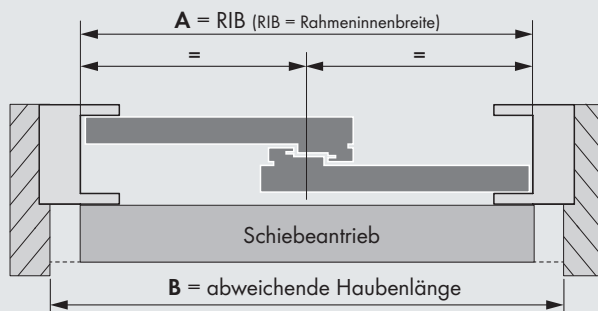 A = RIB (RIB = Rahmeninnenbreite)
= =
Schiebeantrieb
B = abweichende Haubenlänge